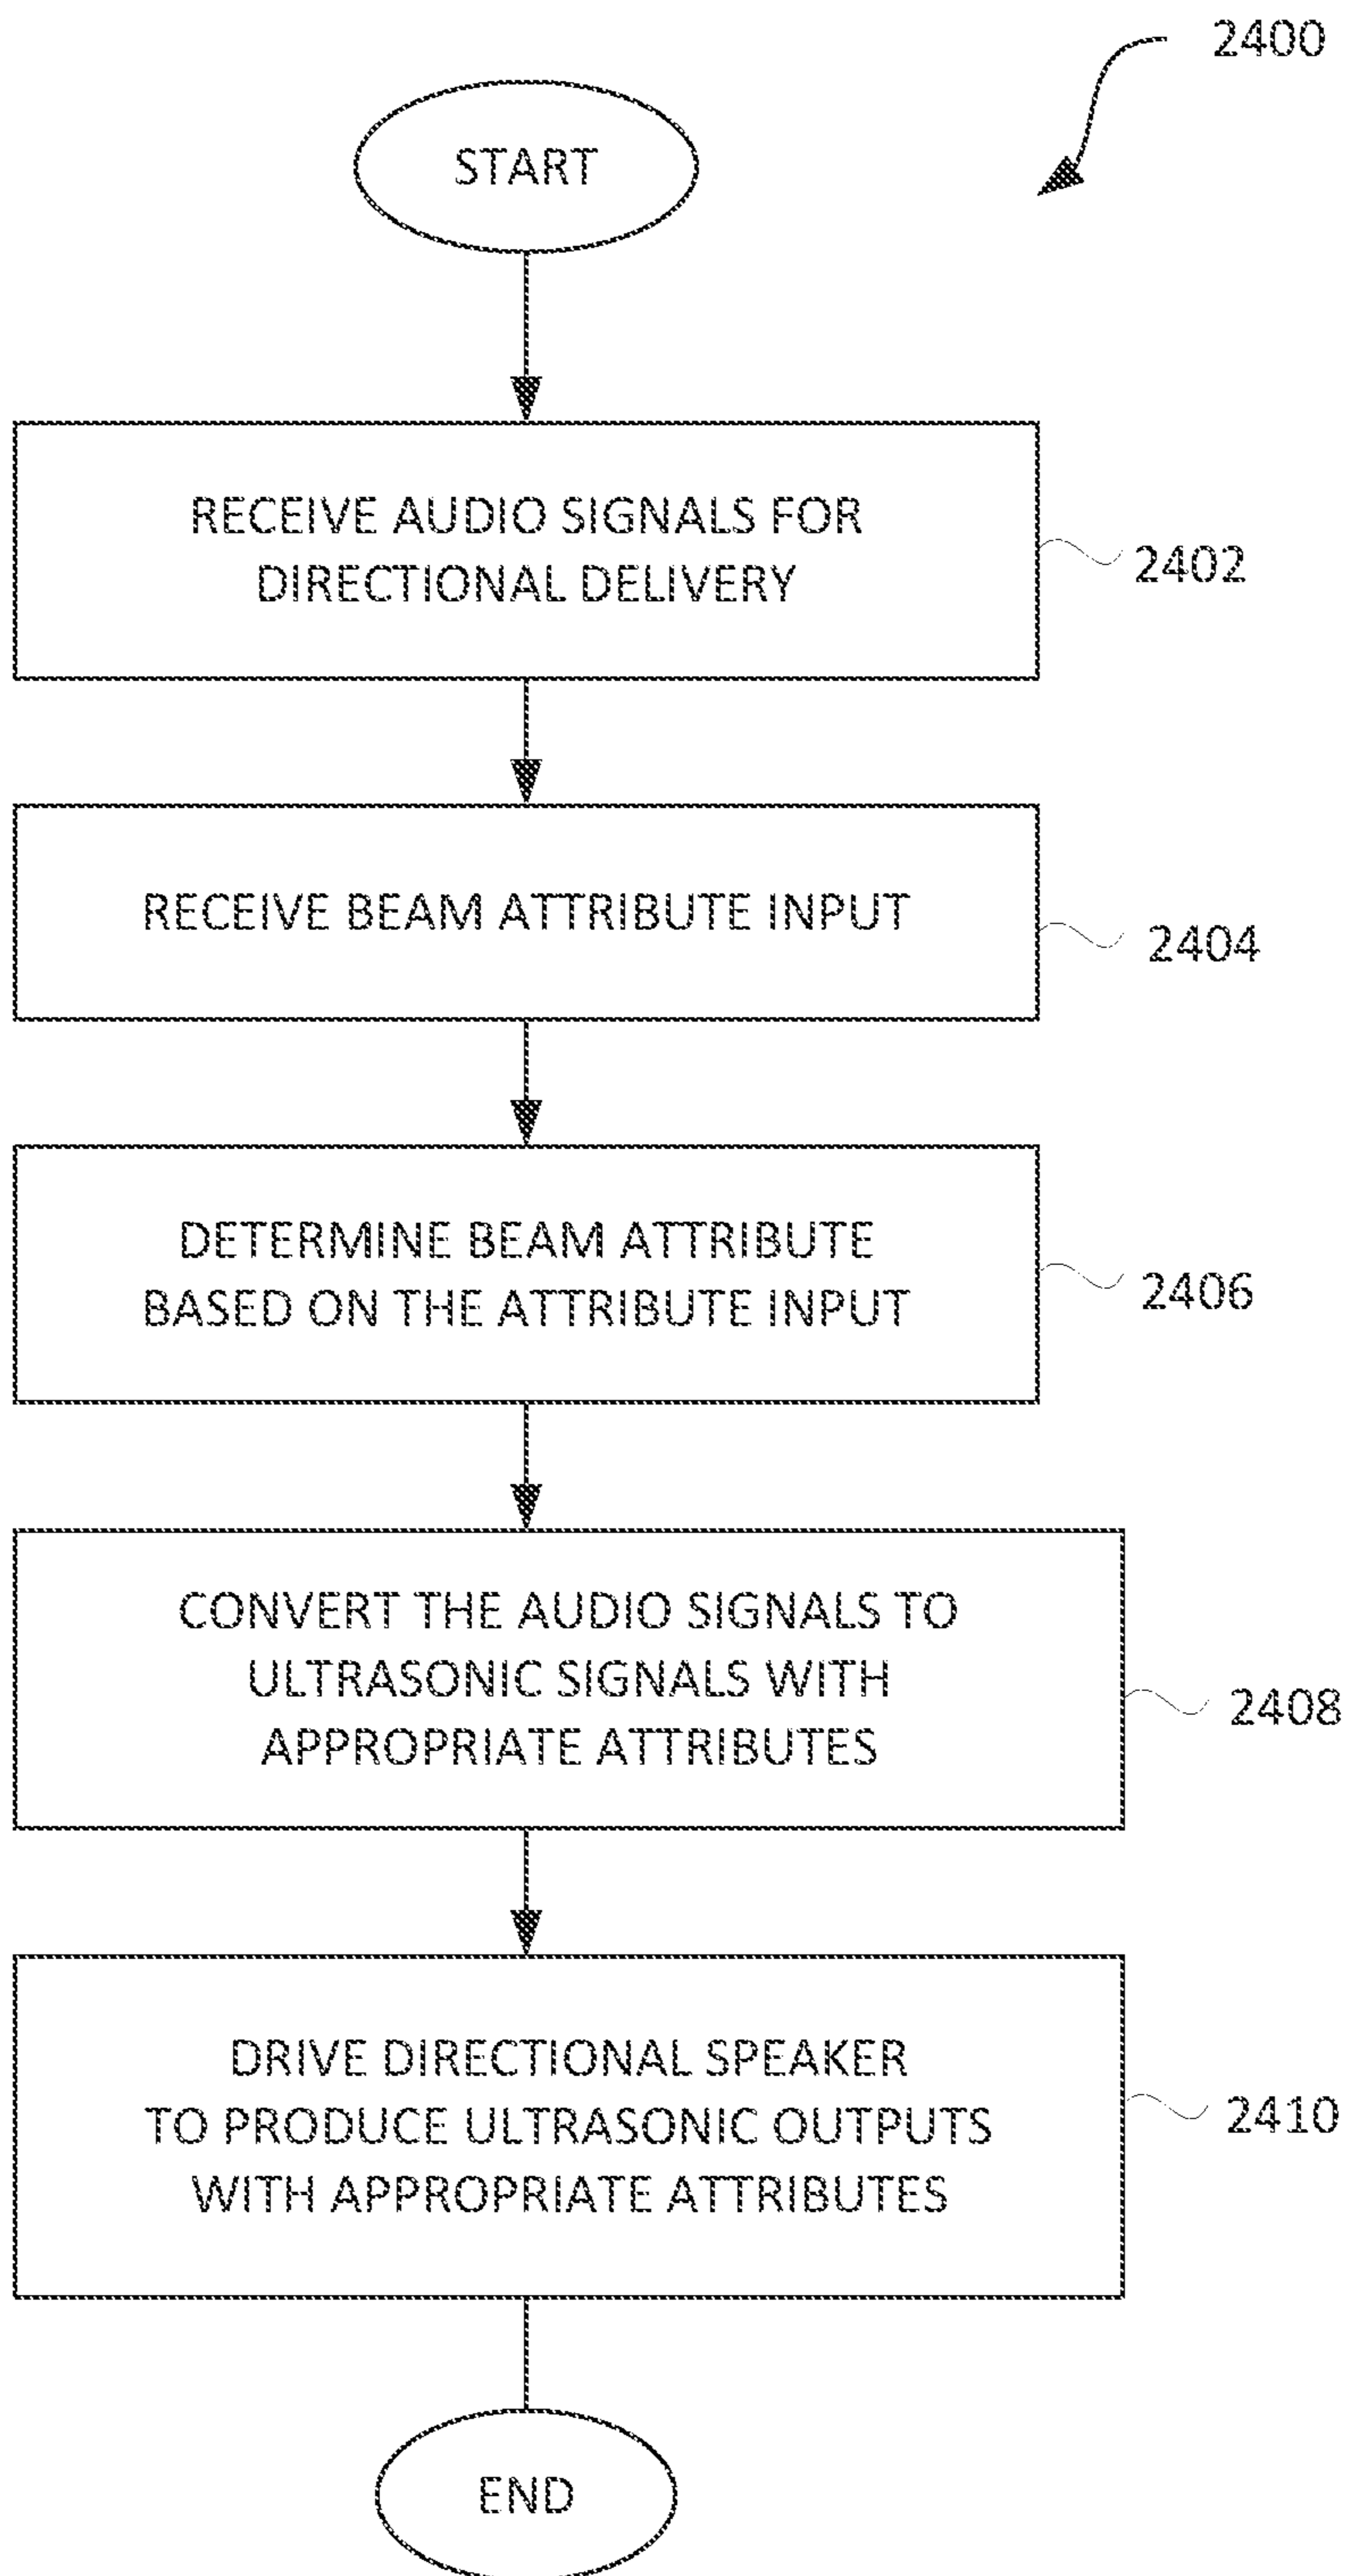 2400
START
RECEIVE AUDIO SIGNALS FOR
DIRECTIONAL DELIVERY
2402
RECEIVE BEAM ATTRIBUTE INPUT
2404
DETERMINE BEAM ATTRIBUTE
BASED ON THE ATTRIBUTE INPUT
2406
CONVERT THE AUDIO SIGNALS TO
ULTRASONIC SIGNALS WITH
APPROPRIATE ATTRIBUTES
2408
DRIVE DIRECTIONAL SPEAKER
TO PRODUCE ULTRASONIC OUTPUTS
WITH APPROPRIATE ATTRIBUTES
2410
END